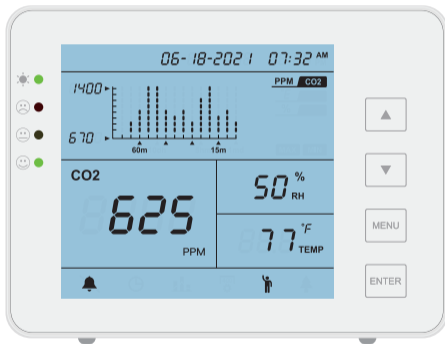 06-18-2021 07:32 AM
PPM CO2
1400
670
60m 15m
CO2
625
PPM
50 % RH
77 °F TEMP
MENU
ENTER